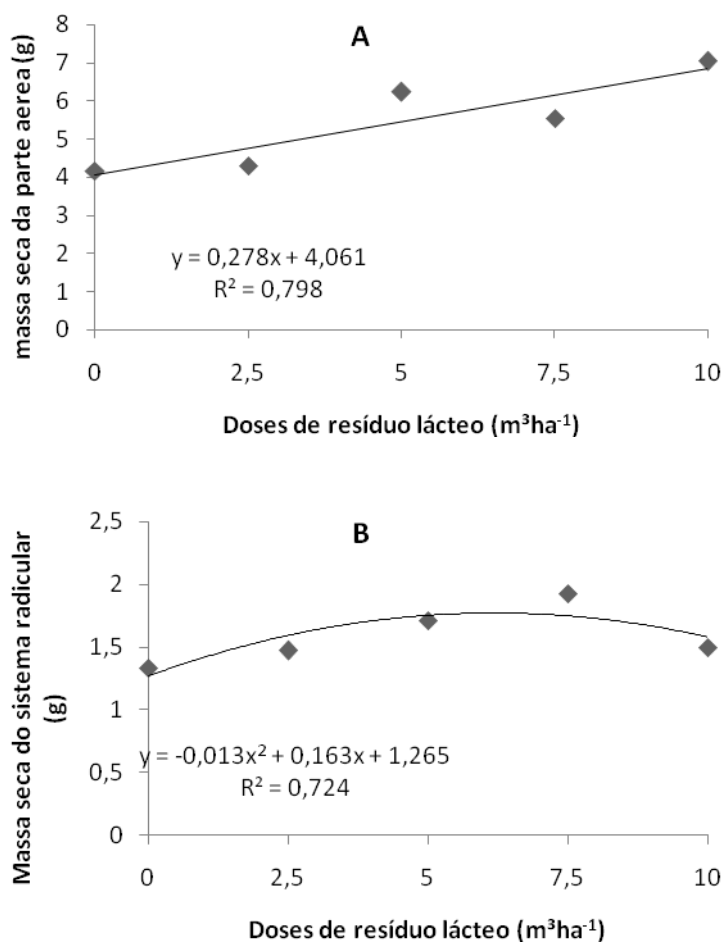 A
massa seca da parte aerea (g)
8
7
6
5
4
3
2
1
0
y = 0,278x + 4,061
R² = 0,798
0 2,5 5 7,5 10
Doses de resíduo lácteo (m³ha⁻¹)
B
Massa seca do sistema radicular
(g)
2,5
2
1,5
1
0,5
0
y = -0,013x² + 0,163x + 1,265
R² = 0,724
0 2,5 5 7,5 10
Doses de resíduo lácteo (m³ha⁻¹)